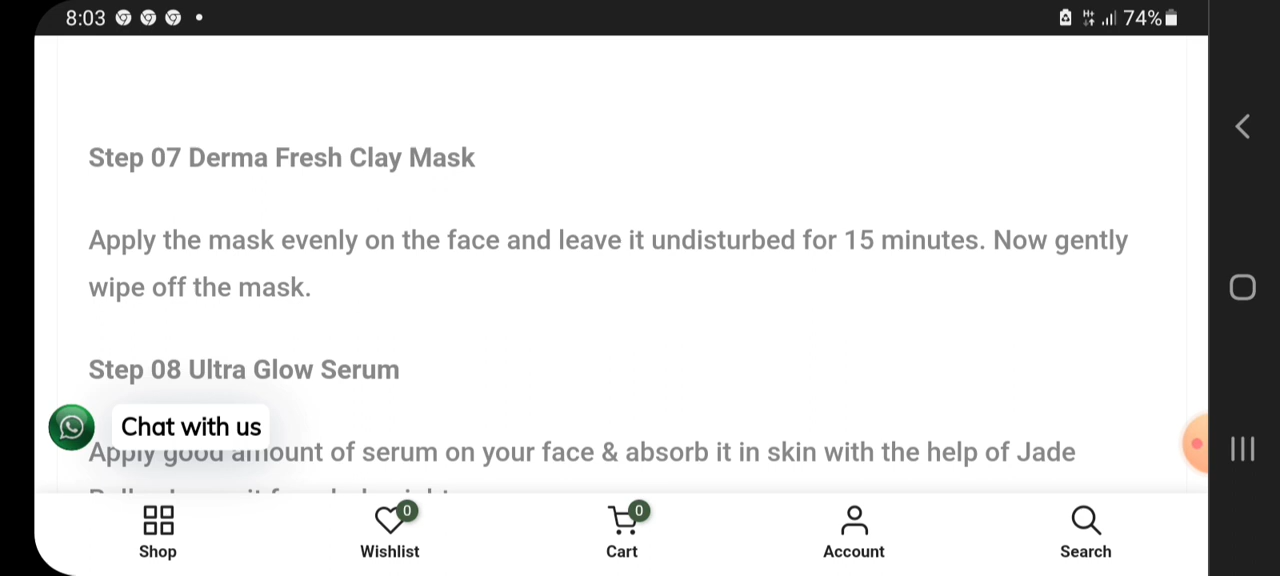 8:03
74%
Step 07 Derma Fresh Clay Mask
Apply the mask evenly on the face and leave it undisturbed for 15 minutes. Now gently
wipe off the mask.
Step 08 Ultra Glow Serum
Chat with us
Apply good amount of serum on your face & absorb it in skin with the help of Jade
0
0
Shop
Wishlist
Cart
Account
Search